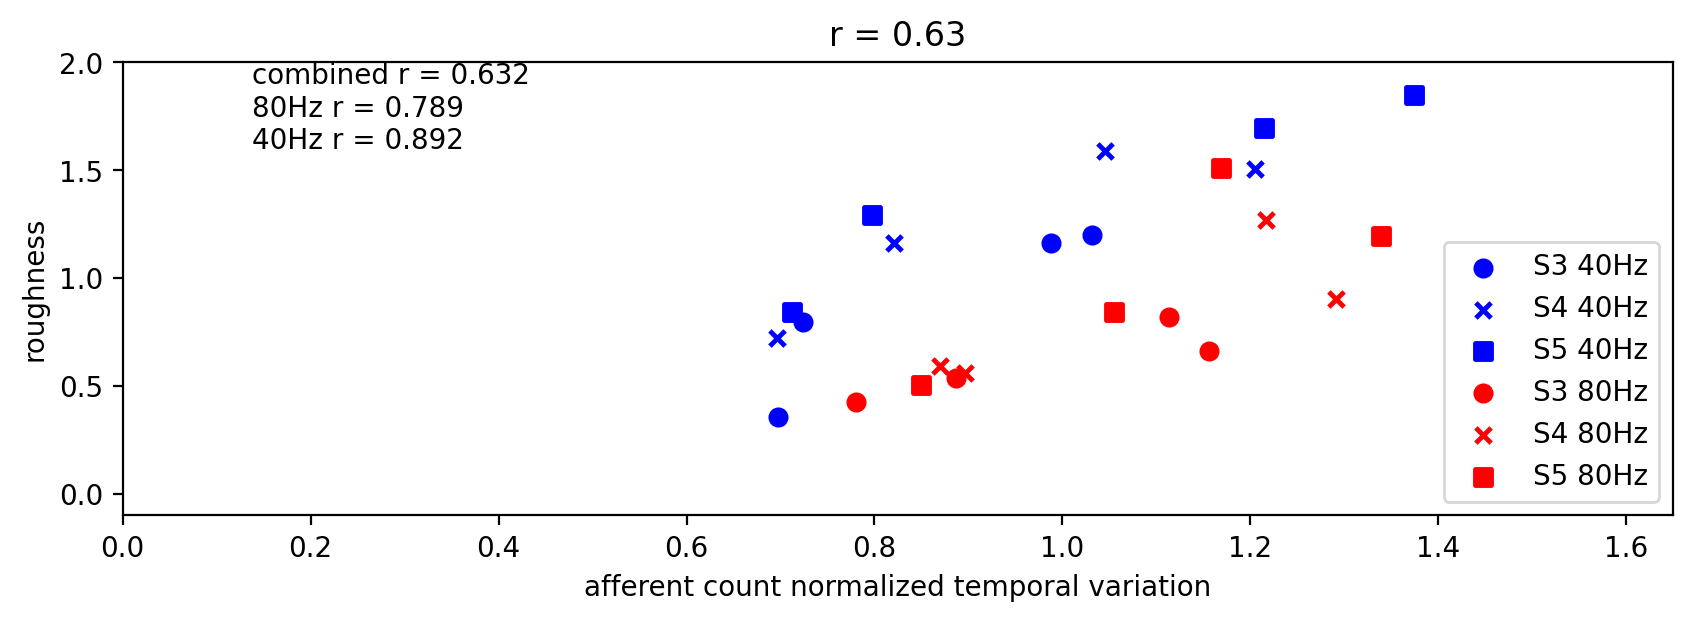 r = 0.63
combined r = 0.632
80Hz r = 0.789
40Hz r = 0.892
2.0
1.5
1.0
0.5
0.0
roughness
S3 40Hz
S4 40Hz
S5 40Hz
S3 80Hz
S4 80Hz
S5 80Hz
0.0 0.2 0.4 0.6 0.8 1.0 1.2 1.4 1.6
afferent count normalized temporal variation